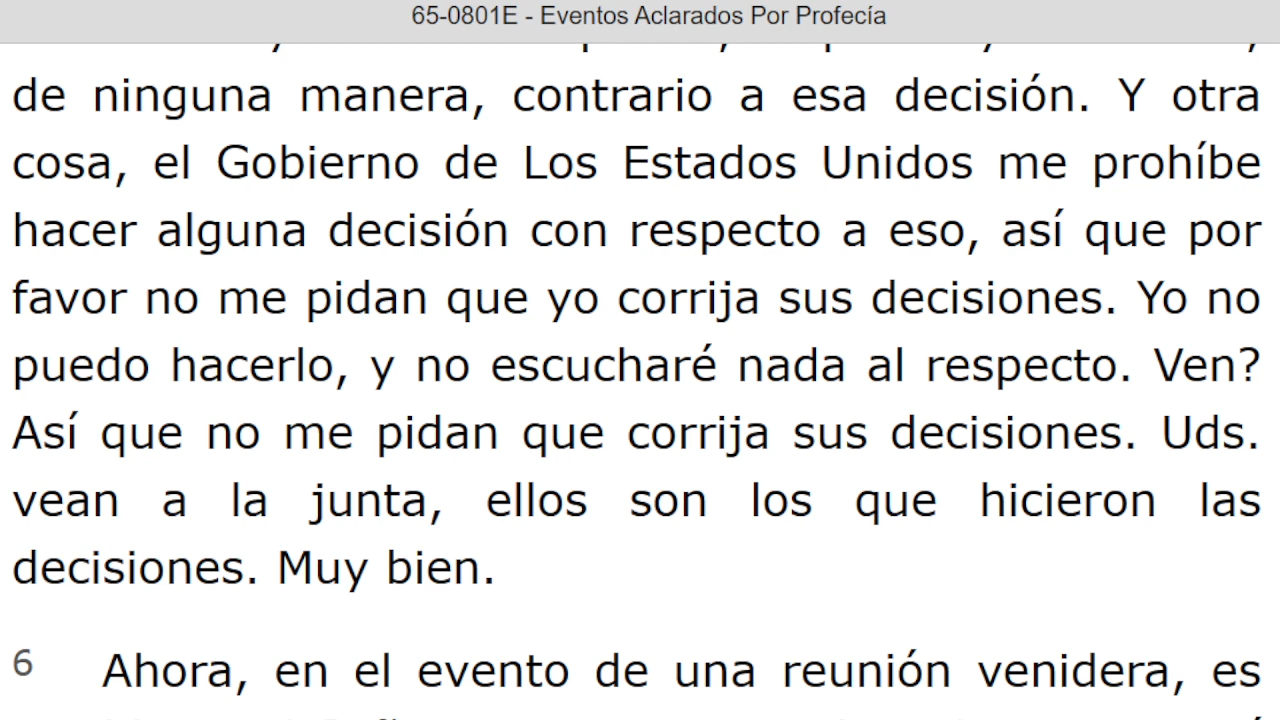 65-0801E - Eventos Aclarados Por Profecía
de ninguna manera, contrario a esa decisión. Y otra
cosa, el Gobierno de Los Estados Unidos me prohíbe
hacer alguna decisión con respecto a eso, así que por
favor no me pidan que yo corrija sus decisiones. Yo no
puedo hacerlo, y no escucharé nada al respecto. Ven?
Así que no me pidan que corrija sus decisiones. Uds.
vean a la junta, ellos son los que hicieron las
decisiones. Muy bien.
6 Ahora, en el evento de una reunión venidera, es